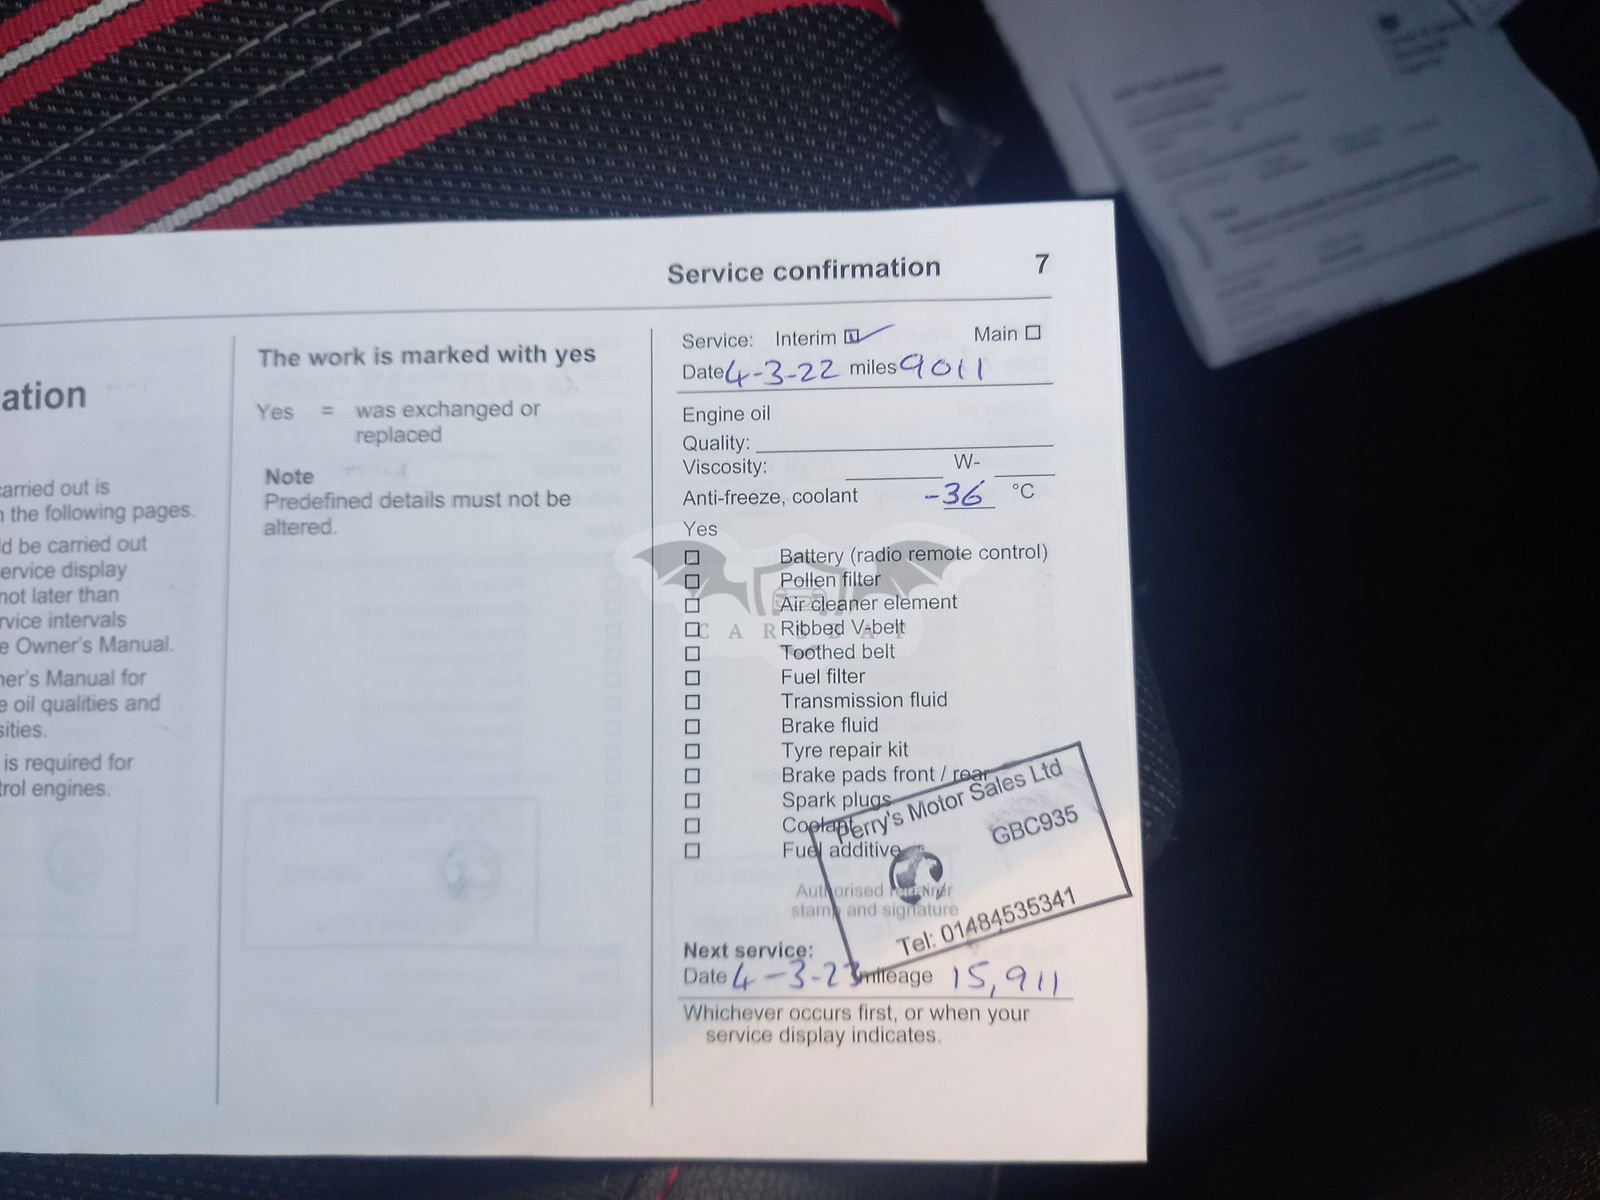 Service confirmation 7
ation
carried out is
the following pages.
ld be carried out
ervice display
not later than
rvice intervals
e Owner's Manual.
ner's Manual for
e oil qualities and
sities.
is required for
trol engines.
The work is marked with yes
Yes = was exchanged or
replaced
Note
Predefined details must not be
altered.
Service: Interim Main
Date 4-3-22 miles 9011
Engine oil
Quality:
Viscosity: W-
Anti-freeze, coolant -36 °C
Yes
Battery (radio remote control)
Pollen filter
Air cleaner element
Ribbed V-belt
Toothed belt
Fuel filter
Transmission fluid
Brake fluid
Tyre repair kit
Brake pads front / rear
Spark plugs
Coolant
Fuel additive
Authorised repairer
stamp and signature
Perry's Motor Sales Ltd
GBC935
Tel: 01484535341
Next service:
Date 4-3-23 mileage 15,911
Whichever occurs first, or when your
service display indicates.